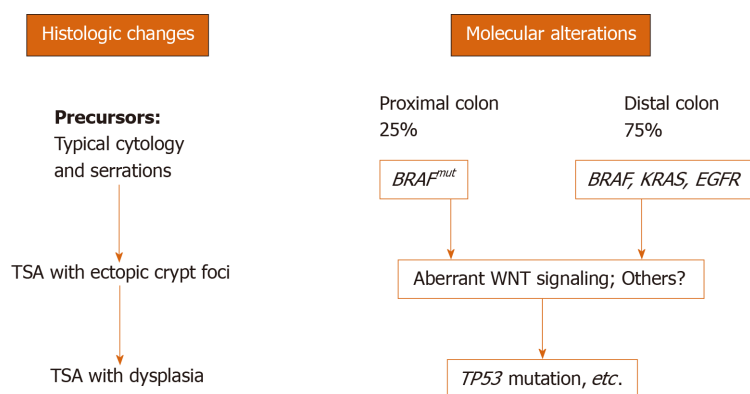 Histologic changes
Molecular alterations
Precursors:
Typical cytology
and serrations
TSA with ectopic crypt foci
TSA with dysplasia
Proximal colon
25%
Distal colon
75%
BRAFmut
BRAF, KRAS, EGFR
Aberrant WNT signaling; Others?
TP53 mutation, etc.